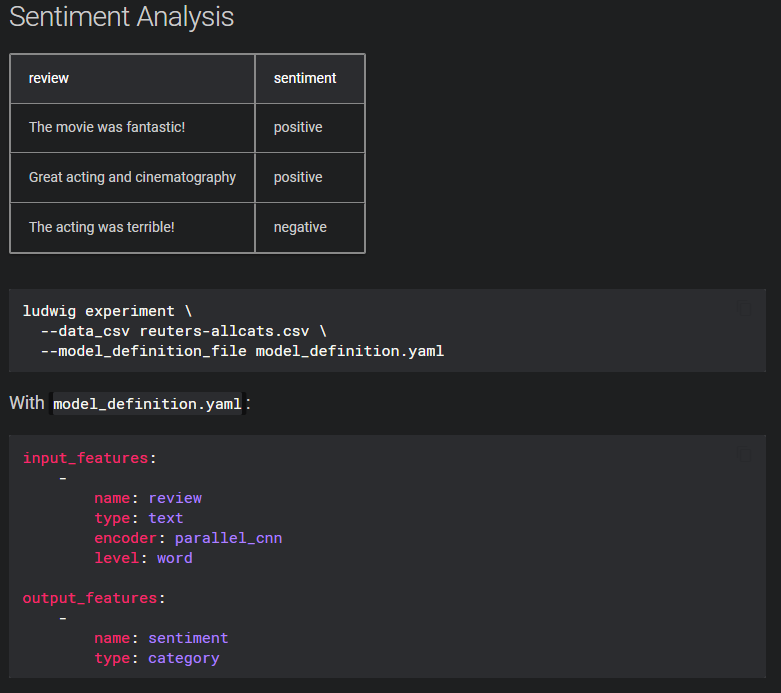 Sentiment Analysis
review sentiment
The movie was fantastic! positive
Great acting and cinematography positive
The acting was terrible! negative
ludwig experiment \
--data_csv reuters-allcats.csv \
--model_definition_file model_definition.yaml
With model_definition.yaml:
input_features:
-
name: review
type: text
encoder: parallel_cnn
level: word
output_features:
-
name: sentiment
type: category